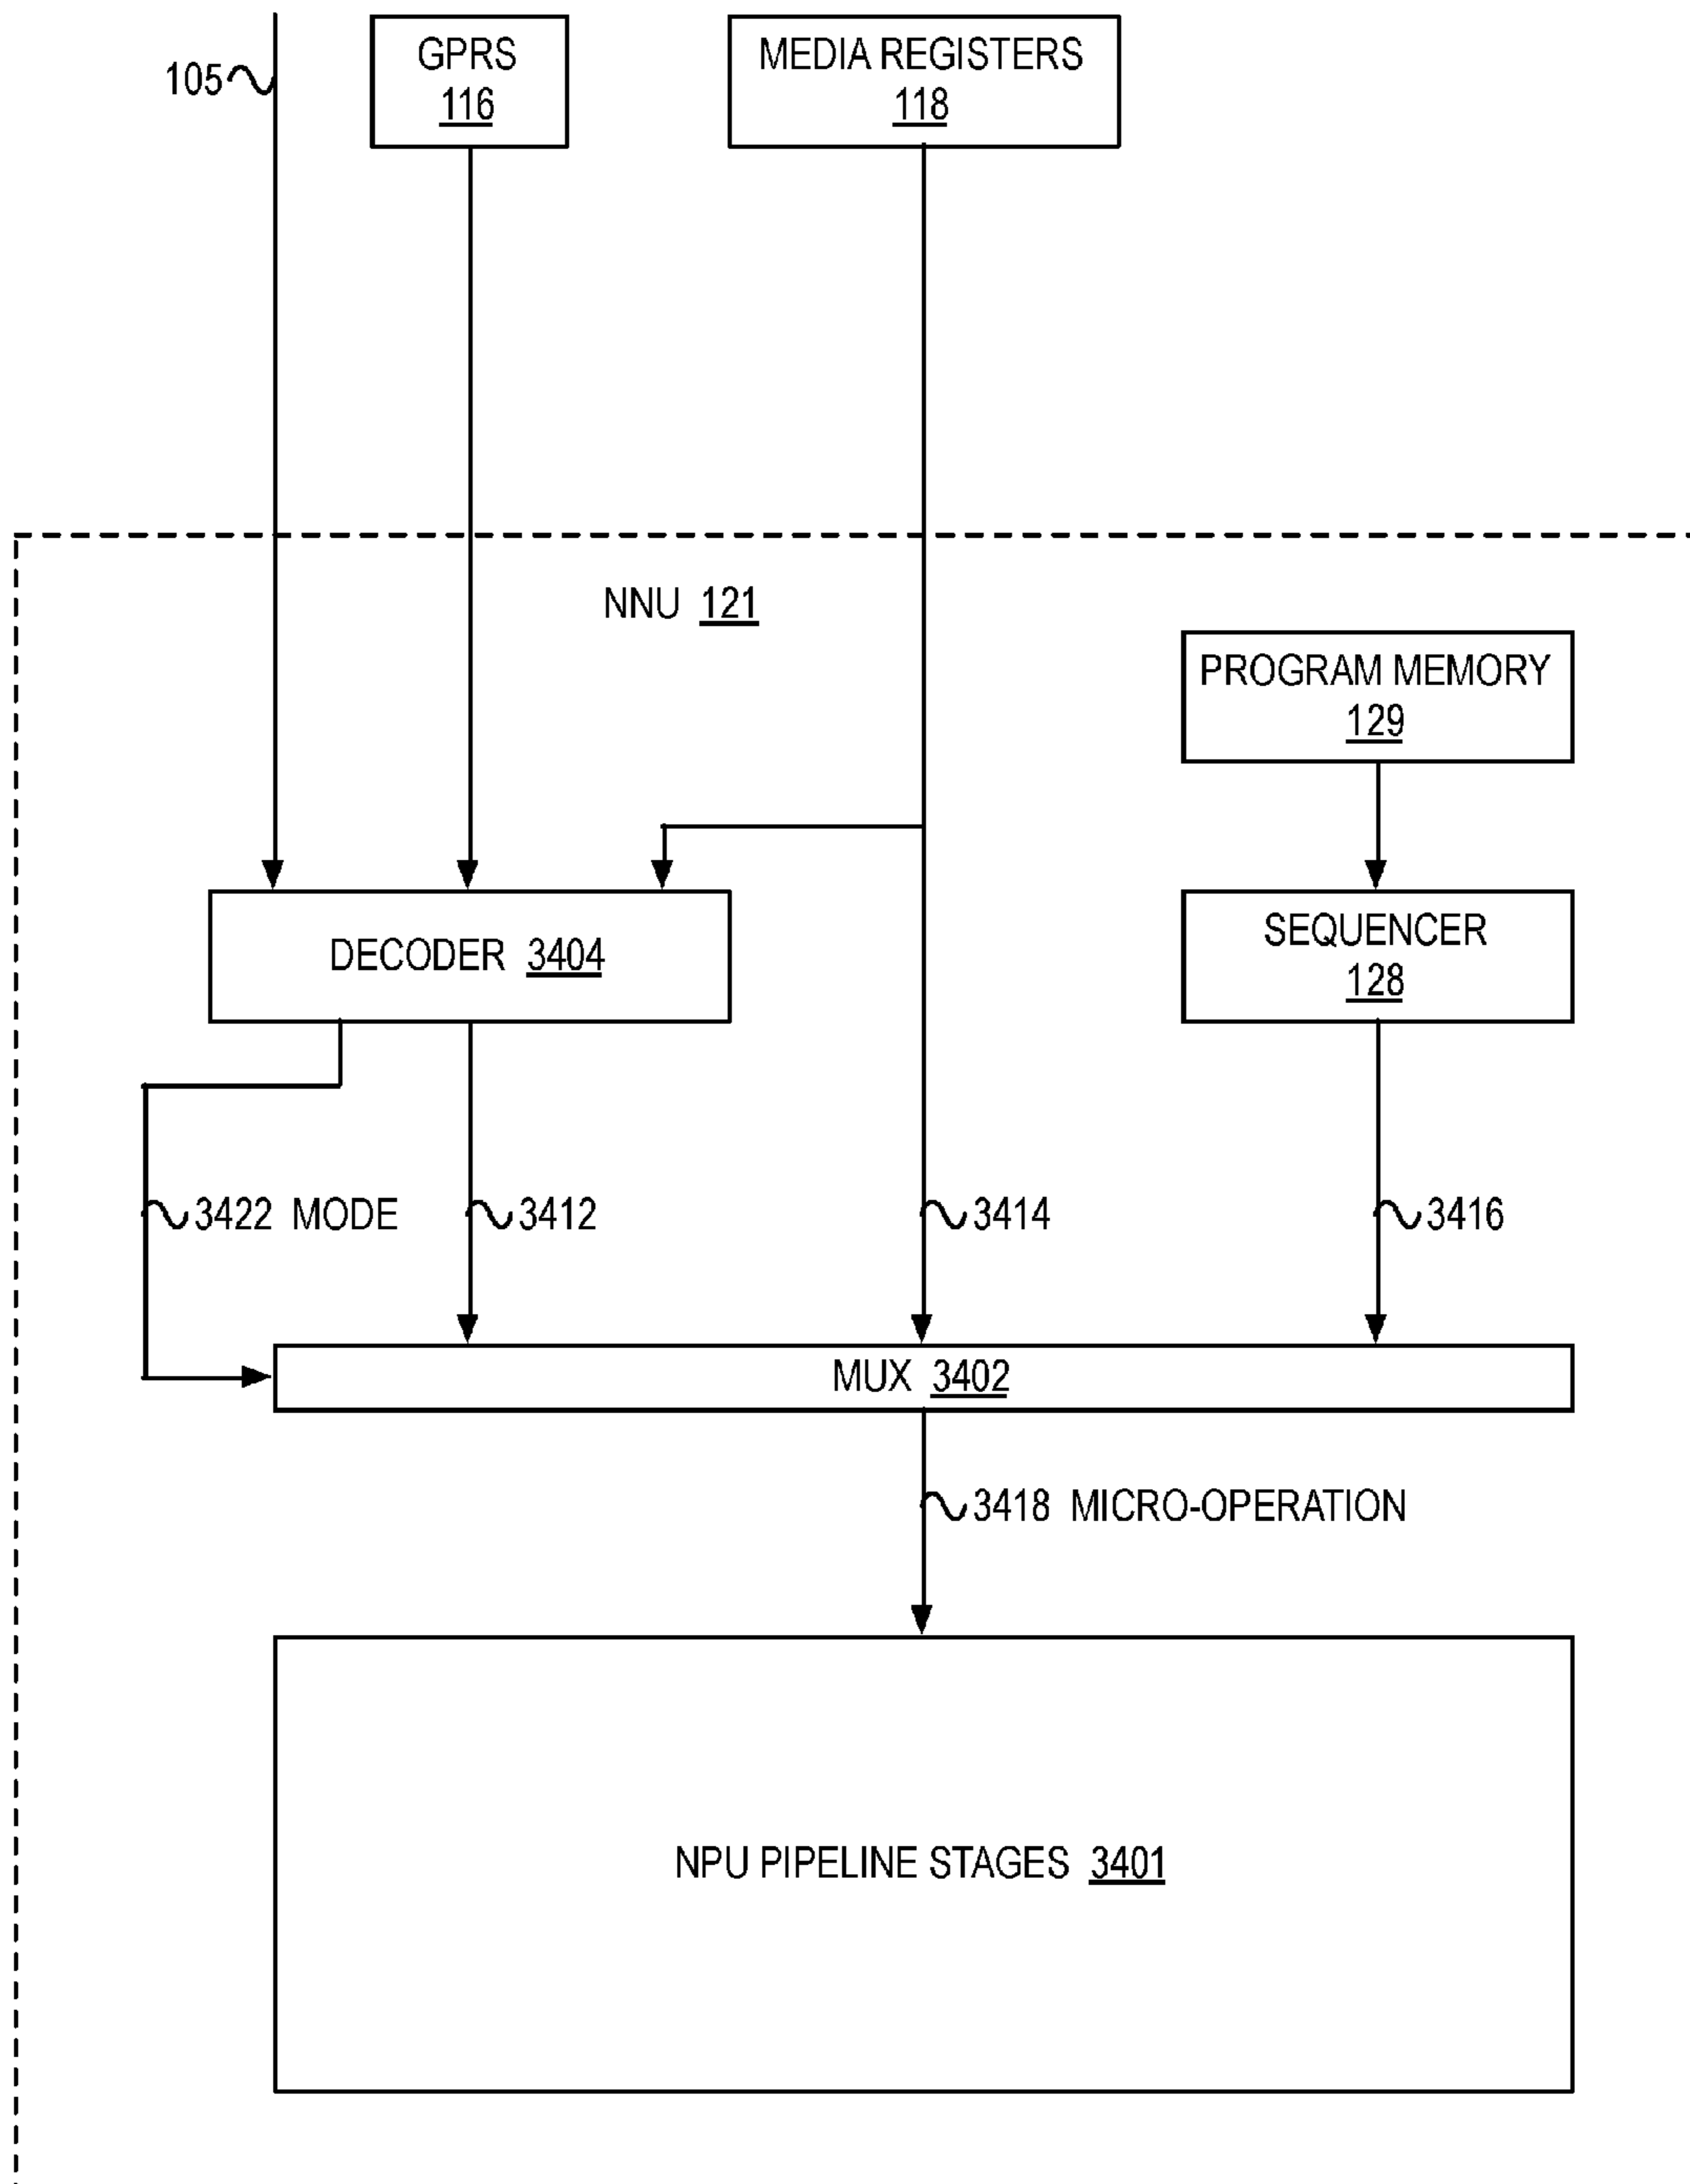 105
GPRS
116
MEDIA REGISTERS
118
NNU 121
PROGRAM MEMORY
129
DECODER 3404
SEQUENCER
128
3422 MODE
3412
3414
3416
MUX 3402
3418 MICRO-OPERATION
NPU PIPELINE STAGES 3401